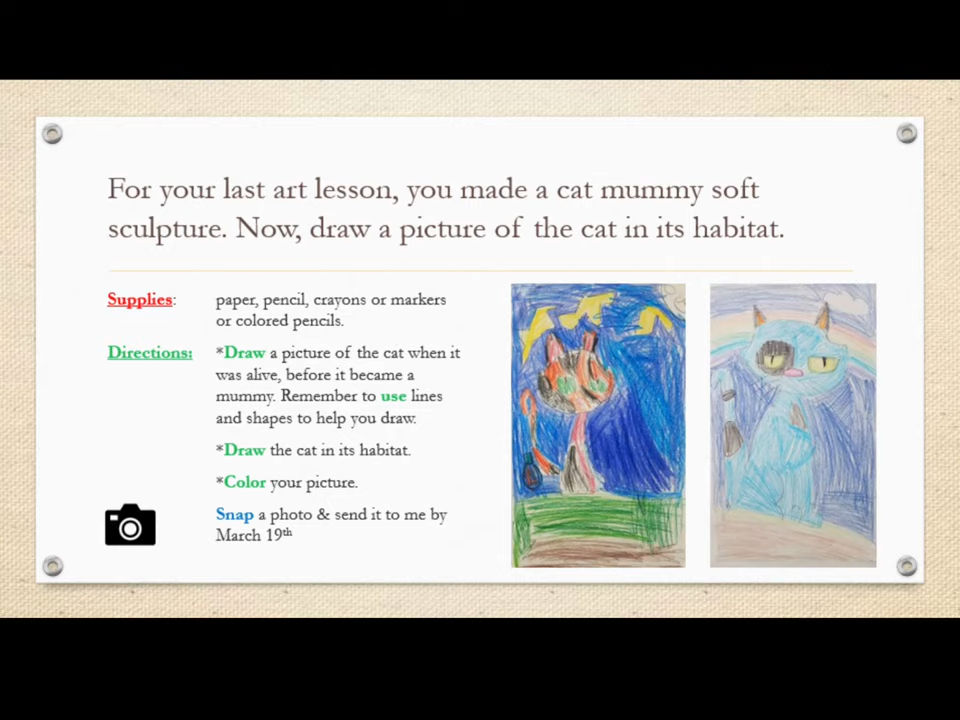 For your last art lesson, you made a cat mummy soft
sculpture. Now, draw a picture of the cat in its habitat.
Supplies: paper, pencil, crayons or markers
or colored pencils.
Directions: *Draw a picture of the cat when it
was alive, before it became a
mummy. Remember to use lines
and shapes to help you draw.
*Draw the cat in its habitat.
*Color your picture.
Snap a photo & send it to me by
March 19th